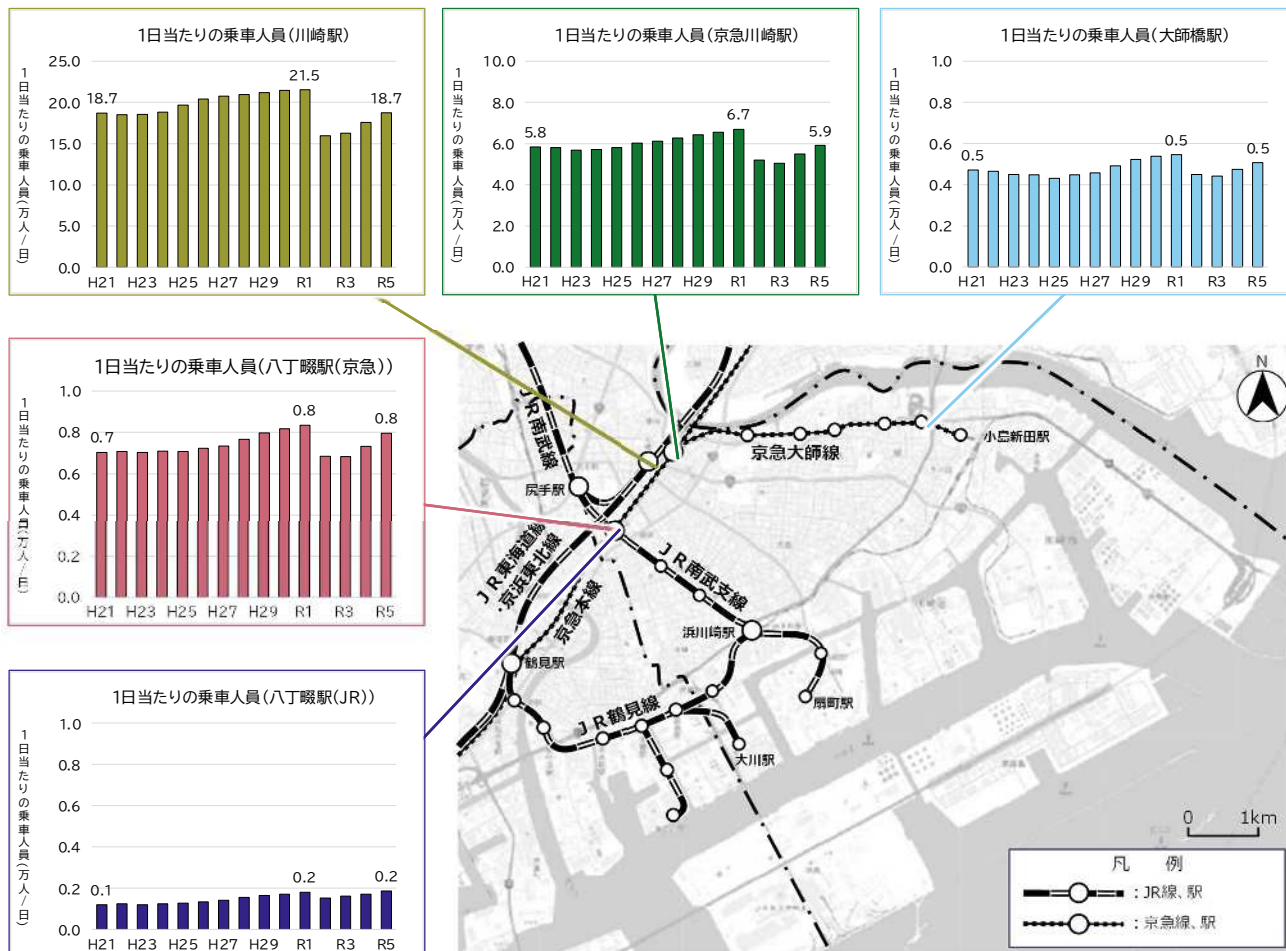 1日当たりの乗車人員(川崎駅)
1日当たりの乗車人員(万人/日)
25.0
20.0
15.0
10.0
5.0
0.0
18.7
21.5
18.7
H21 H23 H25 H27 H29 R1 R3 R5
1日当たりの乗車人員(京急川崎駅)
1日当たりの乗車人員(万人/日)
10.0
8.0
6.0
4.0
2.0
0.0
5.8
6.7
5.9
H21 H23 H25 H27 H29 R1 R3 R5
1日当たりの乗車人員(大師橋駅)
1日当たりの乗車人員(万人/日)
1.0
0.8
0.6
0.4
0.2
0.0
0.5
0.5
0.5
H21 H23 H25 H27 H29 R1 R3 R5
1日当たりの乗車人員(八丁畷駅(京急))
1日当たりの乗車人員(万人/日)
1.0
0.8
0.6
0.4
0.2
0.0
0.7
0.8
0.8
H21 H23 H25 H27 H29 R1 R3 R5
1日当たりの乗車人員(八丁畷駅(JR))
1日当たりの乗車人員(万人/日)
1.0
0.8
0.6
0.4
0.2
0.0
0.1
0.2
0.2
H21 H23 H25 H27 H29 R1 R3 R5
N
JR南武線
京急大師線
小島新田駅
尻手駅
JR東海道線
・京浜東北線
京急本線
JR南武支線
浜川崎駅
鶴見駅
扇町駅
JR鶴見線
大川駅
0 1km
凡 例
:JR線、駅
:京急線、駅